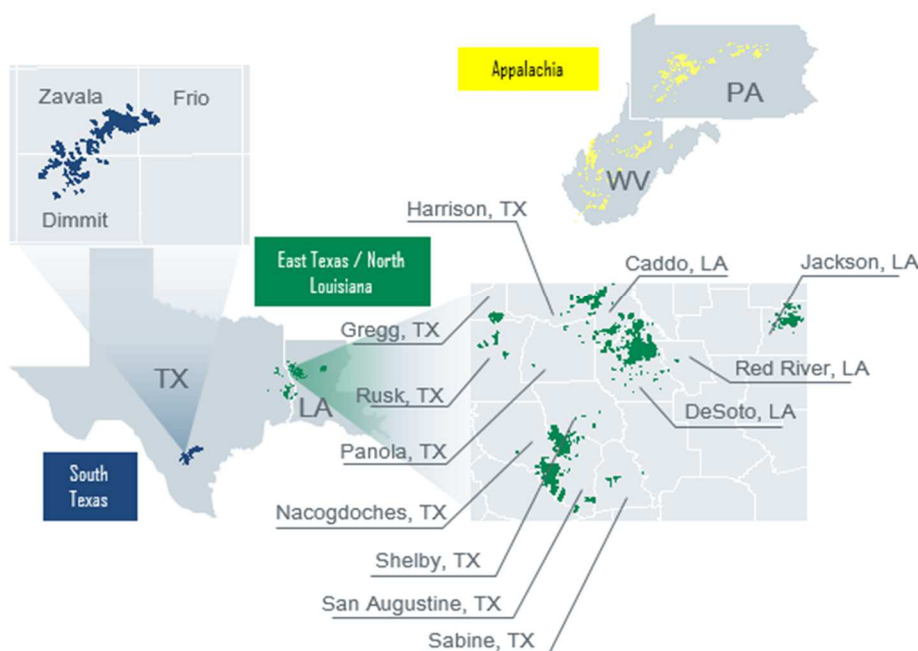 Appalachia
Zavala
Frio
PA
WV
Dimmit
Harrison, TX
East Texas / North
Louisiana
Caddo, LA
Jackson, LA
Gregg, TX
TX
LA
Red River, LA
Rusk, TX
DeSoto, LA
Panola, TX
South
Texas
Nacogdoches, TX
Shelby, TX
San Augustine, TX
Sabine, TX